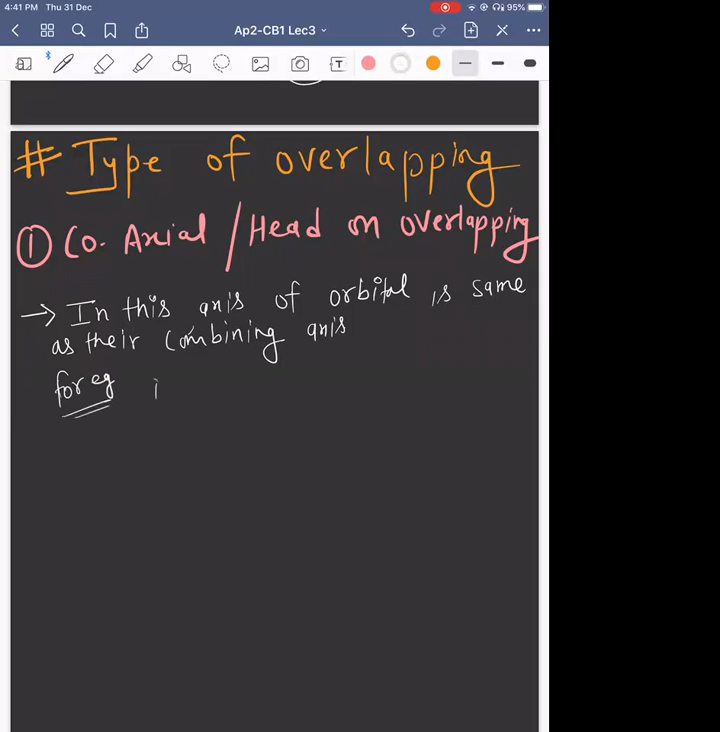 4:41 PM Thu 31 Dec 95%
Ap2-CB1 Lec3
T
# Type of overlapping
① Co-Axial / Head on overlapping
→ In this axis of orbital is same
as their combining axis
for eg i